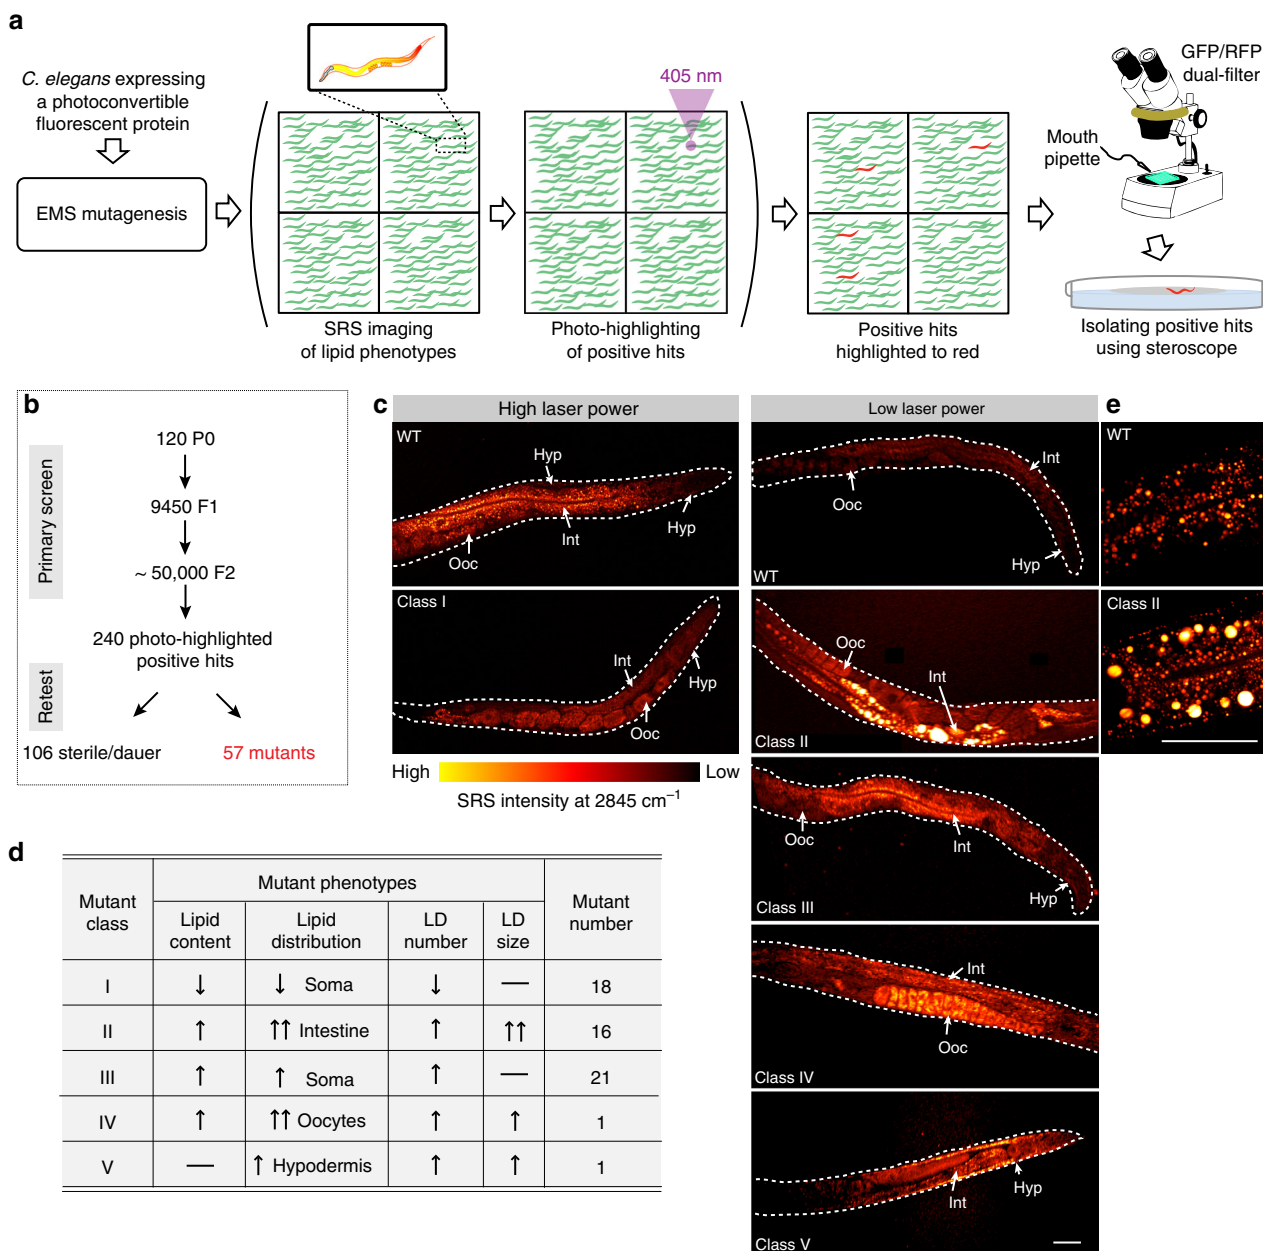 a
C. elegans expressing
a photoconvertible
fluorescent protein
EMS mutagenesis
SRS imaging
of lipid phenotypes
405 nm
Photo-highlighting
of positive hits
Positive hits
highlighted to red
GFP/RFP
dual-filter
Mouth
pipette
Isolating positive hits
using steroscope
b
Primary screen
120 P0
9450 F1
~ 50,000 F2
240 photo-highlighted
positive hits
Retest
106 sterile/dauer
57 mutants
c
High laser power
WT
Hyp
Hyp
Int
Ooc
Class I
Int
Hyp
Ooc
High
Low
SRS intensity at 2845 cm⁻¹
Low laser power
Int
Ooc
Hyp
WT
Ooc
Int
Class II
Ooc
Int
Hyp
Class III
Int
Ooc
Class IV
Int
Hyp
Class V
e
WT
Class II
d
Mutant
class
Mutant phenotypes
Mutant
number
Lipid
content
Lipid
distribution
LD
number
LD
size
I ↓ ↓ Soma ↓ — 18
II ↑ ↑↑ Intestine ↑ ↑↑ 16
III ↑ ↑ Soma ↑ — 21
IV ↑ ↑↑ Oocytes ↑ ↑ 1
V — ↑ Hypodermis ↑ ↑ 1